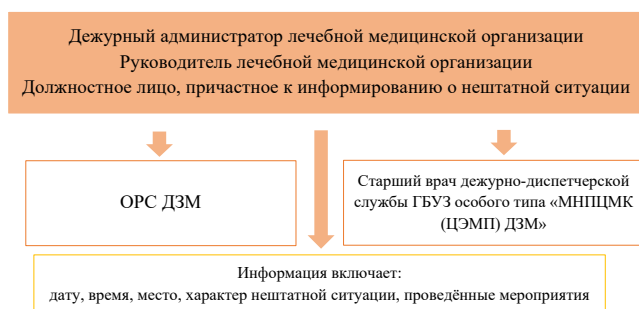 Дежурный администратор лечебной медицинской организации
Руководитель лечебной медицинской организации
Должностное лицо, причастное к информированию о нештатной ситуации
ОРС ДЗМ
Старший врач дежурно-диспетчерской
службы ГБУЗ особого типа «МНПЦМК
(ЦЭМП) ДЗМ»
Информация включает:
дату, время, место, характер нештатной ситуации, проведённые мероприятия